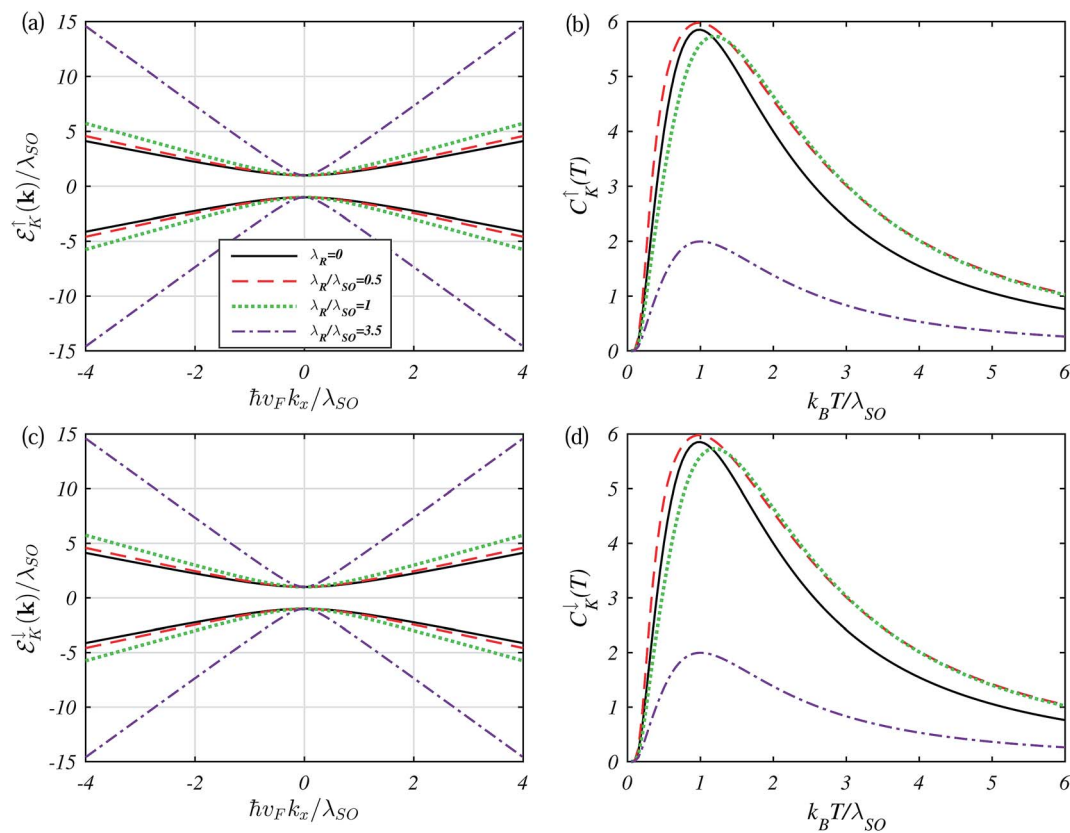 (a)
15
10
5
0
-5
-10
-15
ℰ_K^↑(𝐤)/λ_SO
λ_R=0
λ_R/λ_SO=0.5
λ_R/λ_SO=1
λ_R/λ_SO=3.5
-4 -2 0 2 4
ħv_F k_x/λ_SO
(b)
6
5
4
3
2
1
0
C_K^↑(T)
0 1 2 3 4 5 6
k_B T/λ_SO
(c)
15
10
5
0
-5
-10
-15
ℰ_K^↓(𝐤)/λ_SO
-4 -2 0 2 4
ħv_F k_x/λ_SO
(d)
6
5
4
3
2
1
0
C_K^↓(T)
0 1 2 3 4 5 6
k_B T/λ_SO